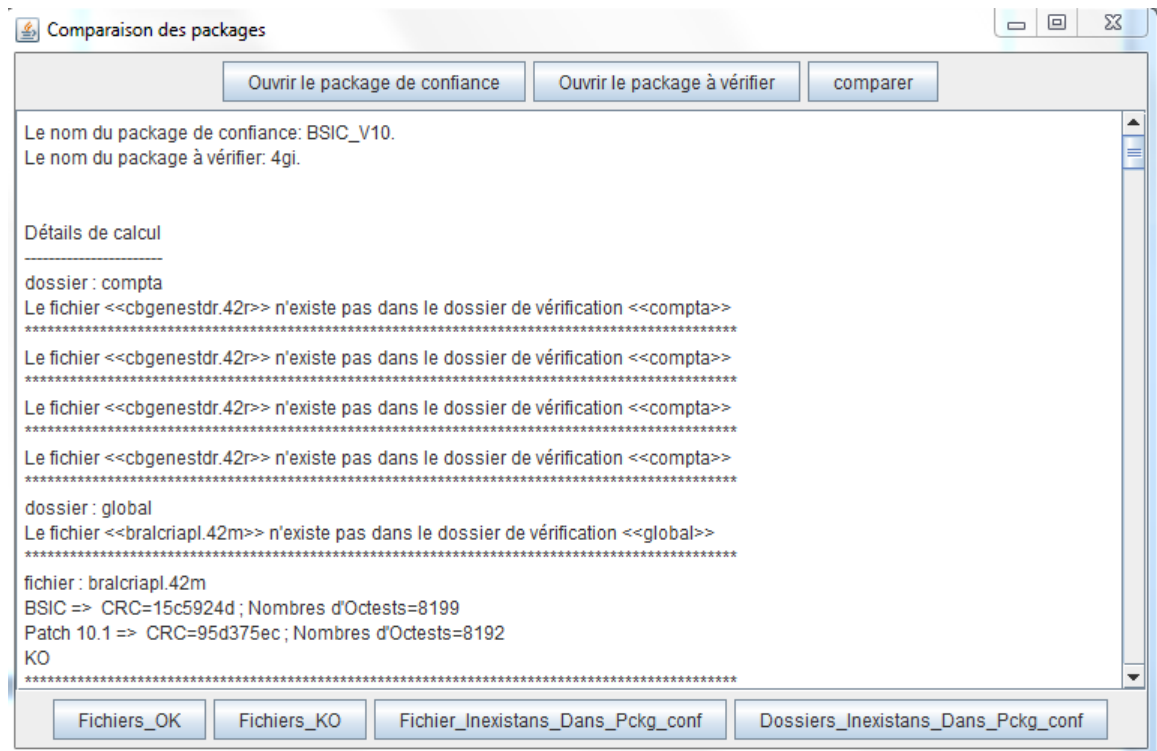 Comparaison des packages
Ouvrir le package de confiance Ouvrir le package à vérifier comparer
Le nom du package de confiance: BSIC_V10.
Le nom du package à vérifier: 4gi.
Détails de calcul
-----------------------
dossier : compta
Le fichier <<cbgenestdr.42r>> n'existe pas dans le dossier de vérification <<compta>>
***********************************************************************************************
Le fichier <<cbgenestdr.42r>> n'existe pas dans le dossier de vérification <<compta>>
***********************************************************************************************
Le fichier <<cbgenestdr.42r>> n'existe pas dans le dossier de vérification <<compta>>
***********************************************************************************************
Le fichier <<cbgenestdr.42r>> n'existe pas dans le dossier de vérification <<compta>>
***********************************************************************************************
dossier : global
Le fichier <<bralcriapl.42m>> n'existe pas dans le dossier de vérification <<global>>
***********************************************************************************************
fichier : bralcriapl.42m
BSIC => CRC=15c5924d ; Nombres d'Octests=8199
Patch 10.1 => CRC=95d375ec ; Nombres d'Octests=8192
KO
***********************************************************************************************
Fichiers_OK Fichiers_KO Fichier_Inexistans_Dans_Pckg_conf Dossiers_Inexistans_Dans_Pckg_conf